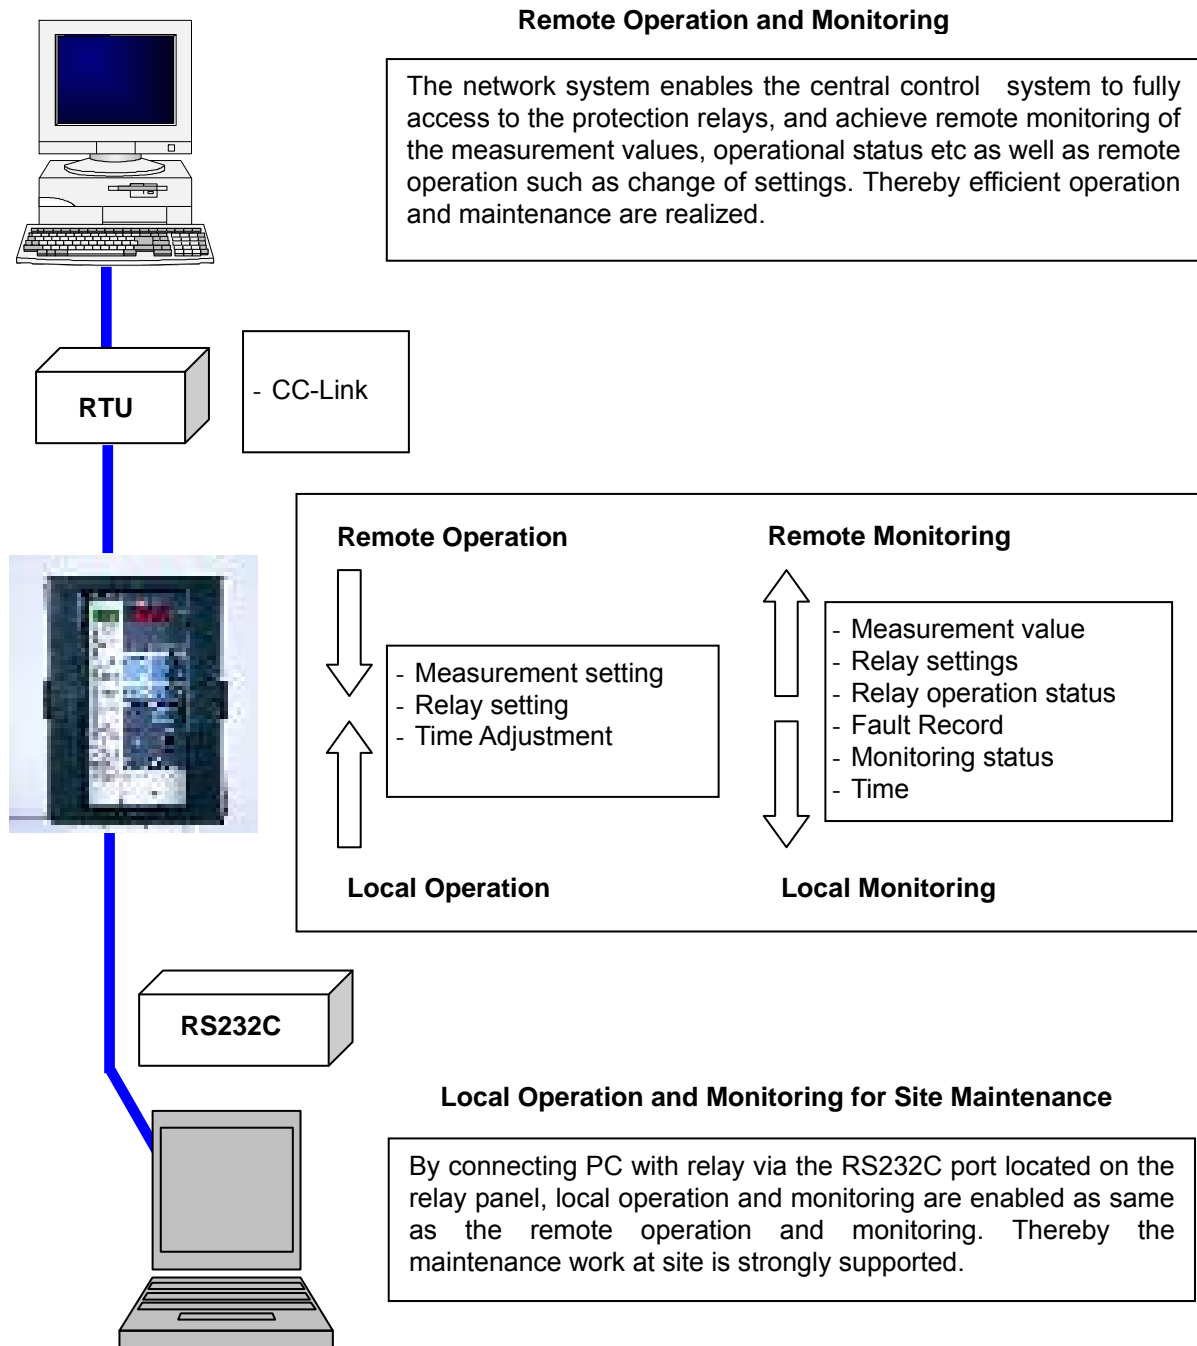 Remote Operation and Monitoring
The network system enables the central control system to fully
access to the protection relays, and achieve remote monitoring of
the measurement values, operational status etc as well as remote
operation such as change of settings. Thereby efficient operation
and maintenance are realized.
RTU
- CC-Link
Remote Operation
Remote Monitoring
- Measurement setting
- Relay setting
- Time Adjustment
- Measurement value
- Relay settings
- Relay operation status
- Fault Record
- Monitoring status
- Time
Local Operation
Local Monitoring
RS232C
Local Operation and Monitoring for Site Maintenance
By connecting PC with relay via the RS232C port located on the
relay panel, local operation and monitoring are enabled as same
as the remote operation and monitoring. Thereby the
maintenance work at site is strongly supported.